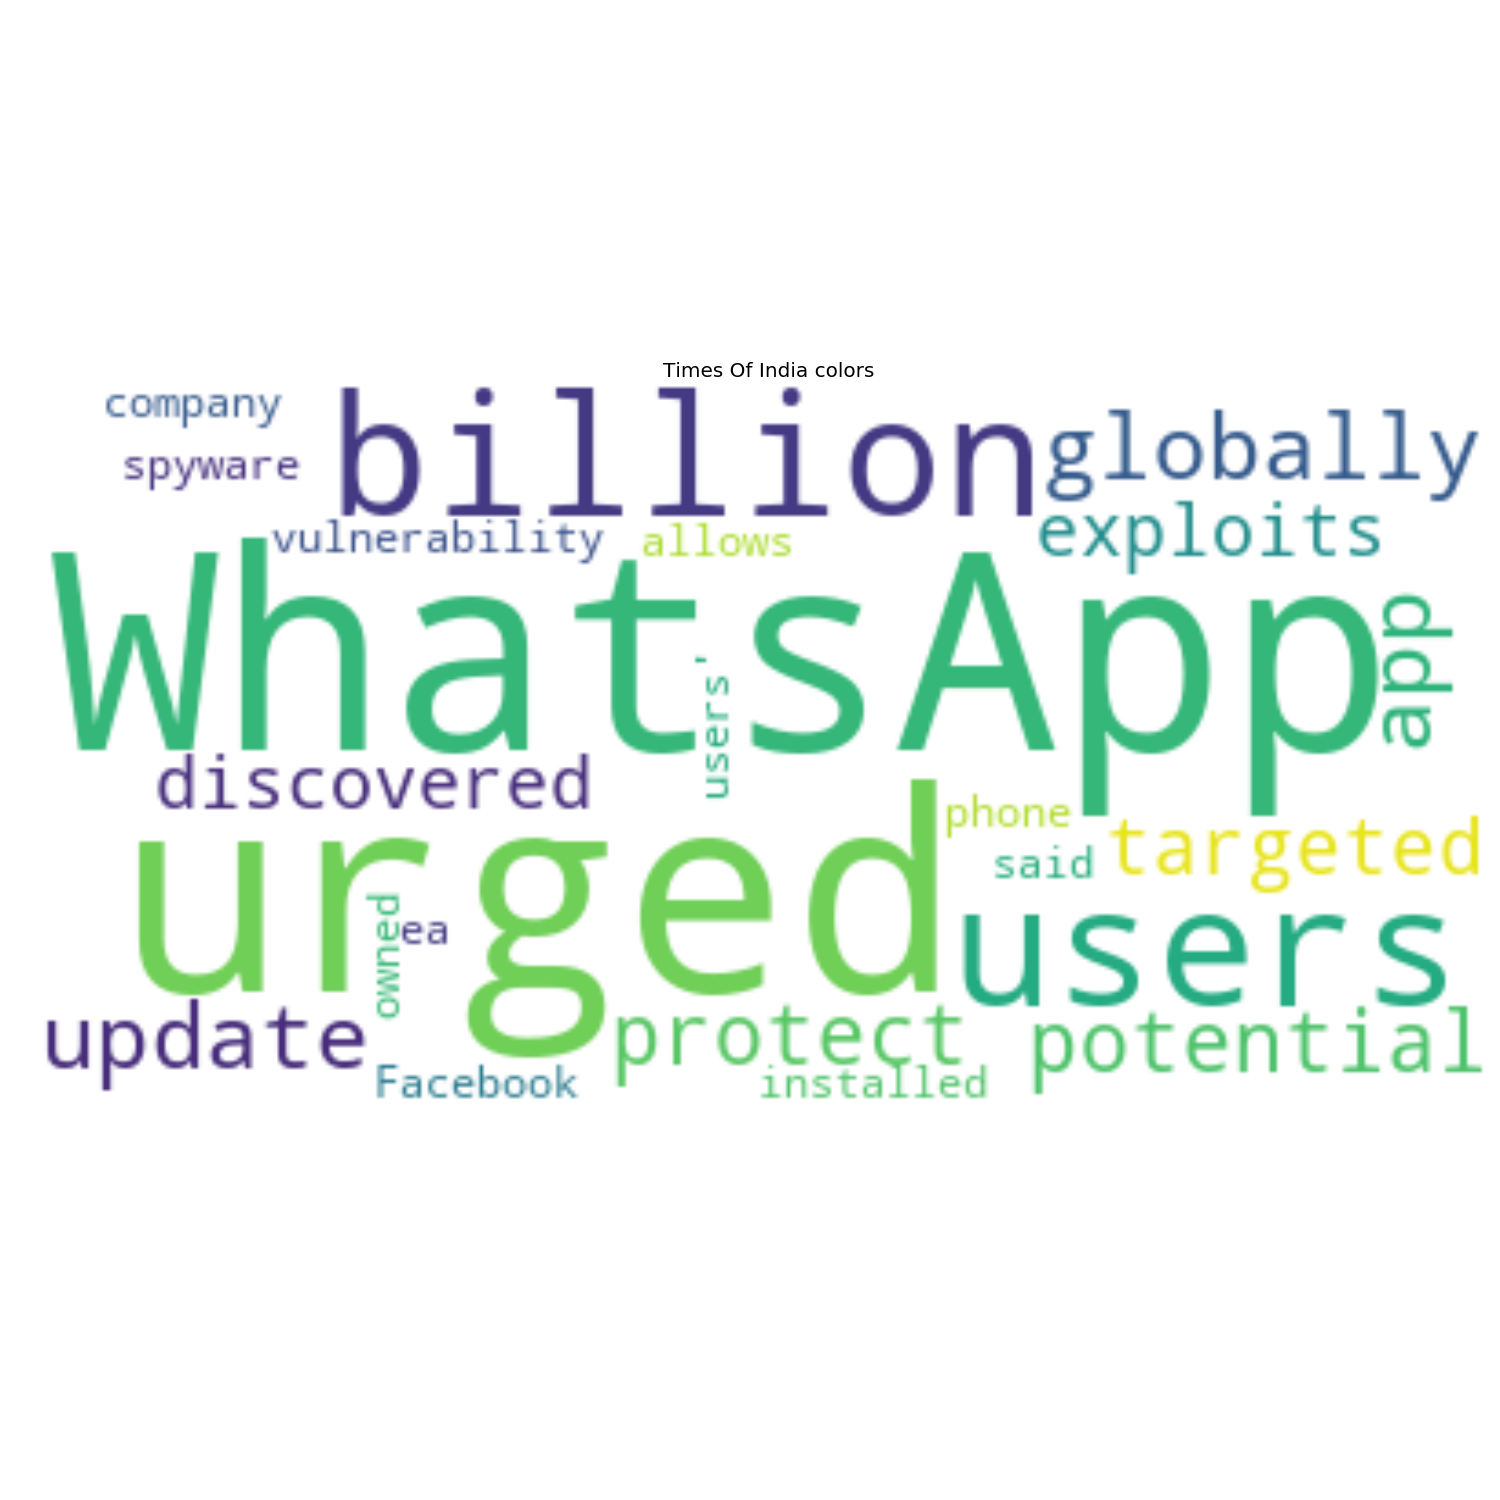 Times Of India colors
company
billion
globally
spyware
vulnerability
allows
exploits
WhatsApp
app
users'
discovered
urged
phone
targeted
said
owned
ea
users
update
protect
potential
Facebook
installed